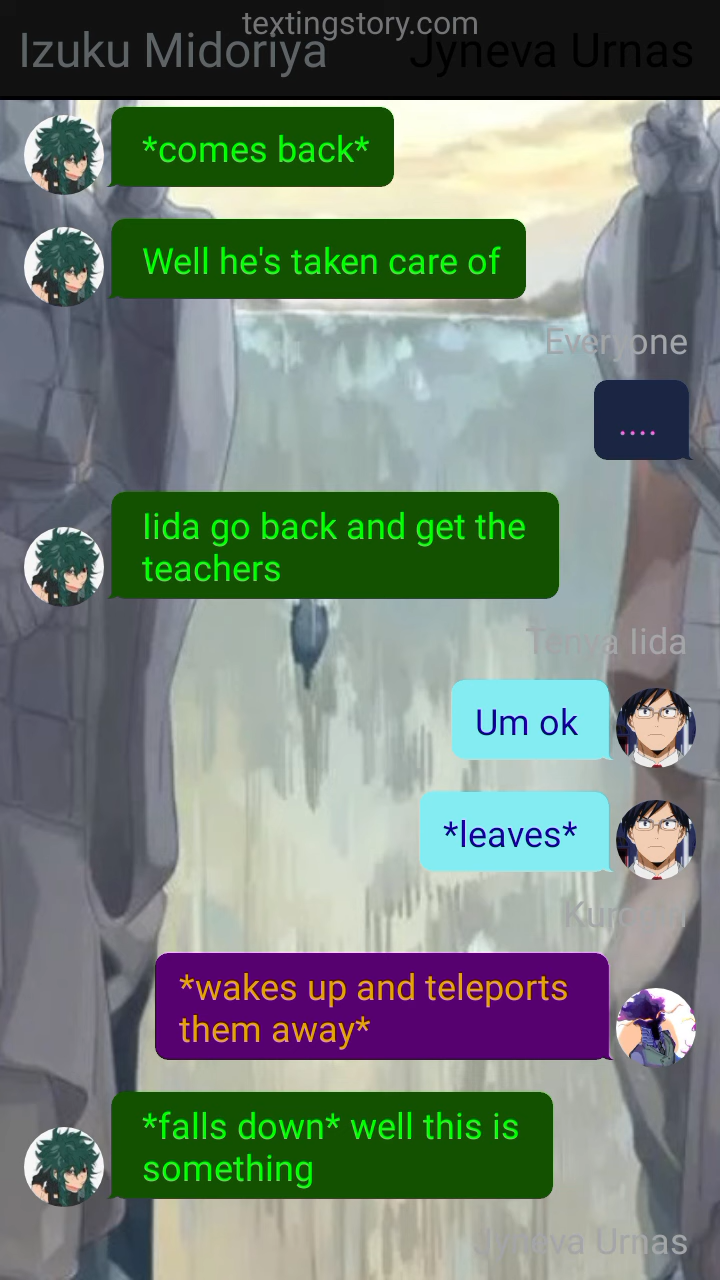 textingstory.com
Izuku Midoriya
Jyneva Urnas
*comes back*
Well he's taken care of
Everyone
....
Iida go back and get the
teachers
Tenya Iida
Um ok
*leaves*
*wakes up and teleports
them away*
*falls down* well this is
something
Jyneva Urnas